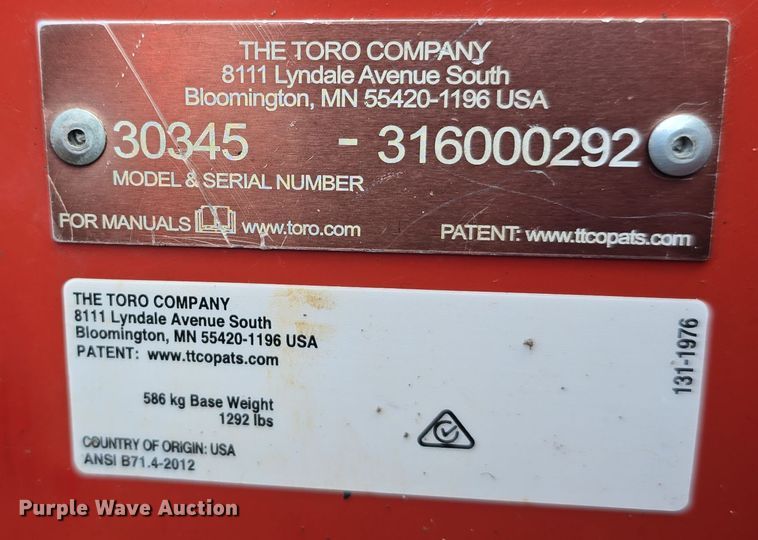 THE TORO COMPANY
8111 Lyndale Avenue South
Bloomington, MN 55420-1196 USA
30345 - 316000292
MODEL & SERIAL NUMBER
FOR MANUALS www.toro.com
PATENT: www.ttcopats.com
THE TORO COMPANY
8111 Lyndale Avenue South
Bloomington, MN 55420-1196 USA
PATENT: www.ttcopats.com
586 kg Base Weight
1292 lbs
COUNTRY OF ORIGIN: USA
ANSI B71.4-2012
131-1976
Purple Wave Auction